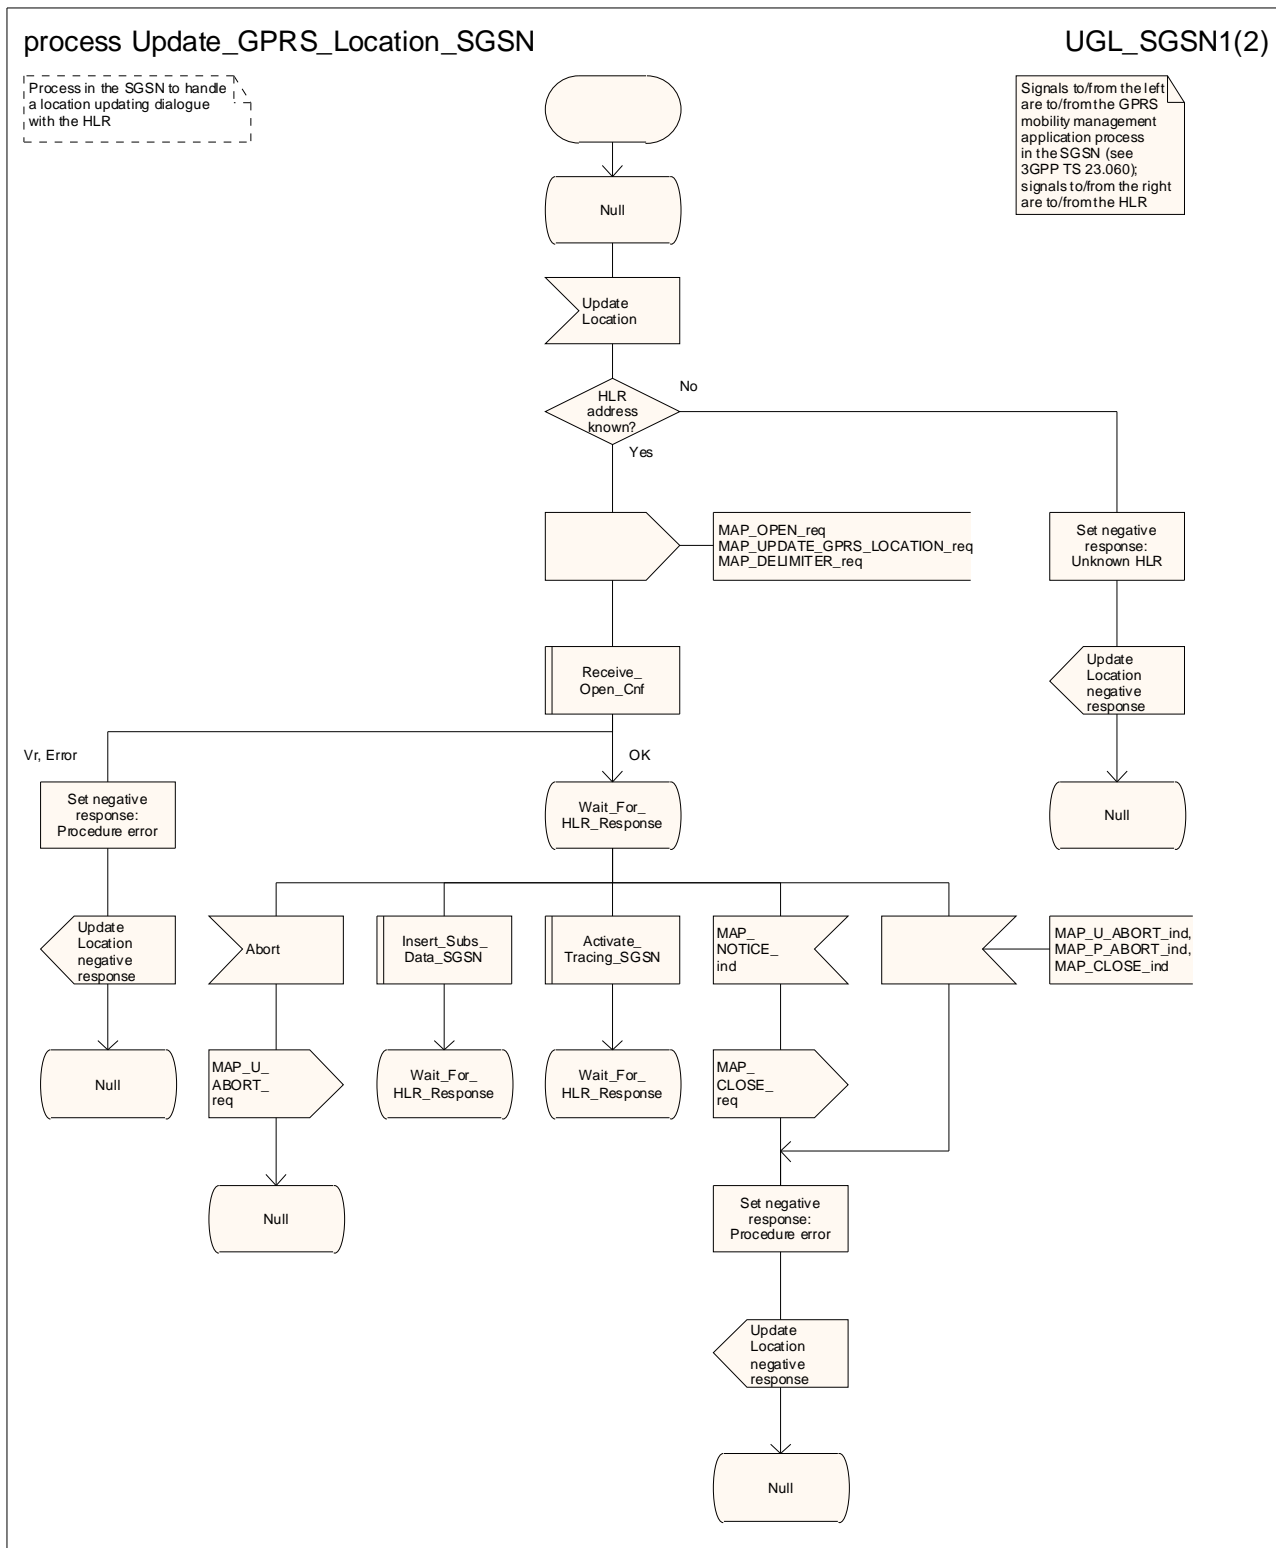 process Update_GPRS_Location_SGSN
UGL_SGSN1(2)
Process in the SGSN to handle
a location updating dialogue
with the HLR
Signals to/from the left
are to/from the GPRS
mobility management
application process
in the SGSN (see
3GPP TS 23.060);
signals to/from the right
are to/from the HLR
Null
Update
Location
HLR
address
known?
No
Yes
MAP_OPEN_req
MAP_UPDATE_GPRS_LOCATION_req
MAP_DELIMITER_req
Set negative
response:
Unknown HLR
Receive_
Open_Cnf
Update
Location
negative
response
Vr, Error
OK
Set negative
response:
Procedure error
Wait_For_
HLR_Response
Null
Update
Location
negative
response
Abort
Insert_Subs_
Data_SGSN
Activate_
Tracing_SGSN
MAP_
NOTICE_
ind
MAP_U_ABORT_ind,
MAP_P_ABORT_ind,
MAP_CLOSE_ind
Null
MAP_U_
ABORT_
req
Wait_For_
HLR_Response
Wait_For_
HLR_Response
MAP_
CLOSE_
req
Null
Set negative
response:
Procedure error
Update
Location
negative
response
Null